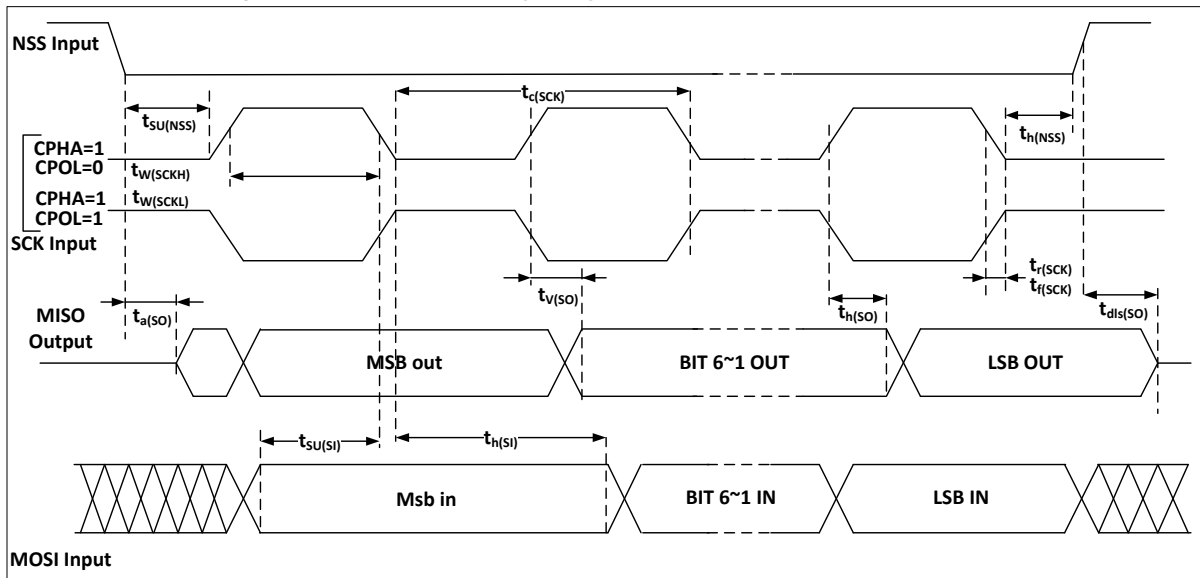 NSS Input
tc(SCK)
tSU(NSS)
th(NSS)
CPHA=1
CPOL=0
tW(SCKH)
CPHA=1
tW(SCKL)
CPOL=1
SCK Input
tr(SCK)
tf(SCK)
tV(SO)
ta(SO)
th(SO)
tdis(SO)
MISO
Output
MSB out
BIT 6~1 OUT
LSB OUT
tSU(SI)
th(SI)
Msb in
BIT 6~1 IN
LSB IN
MOSI Input